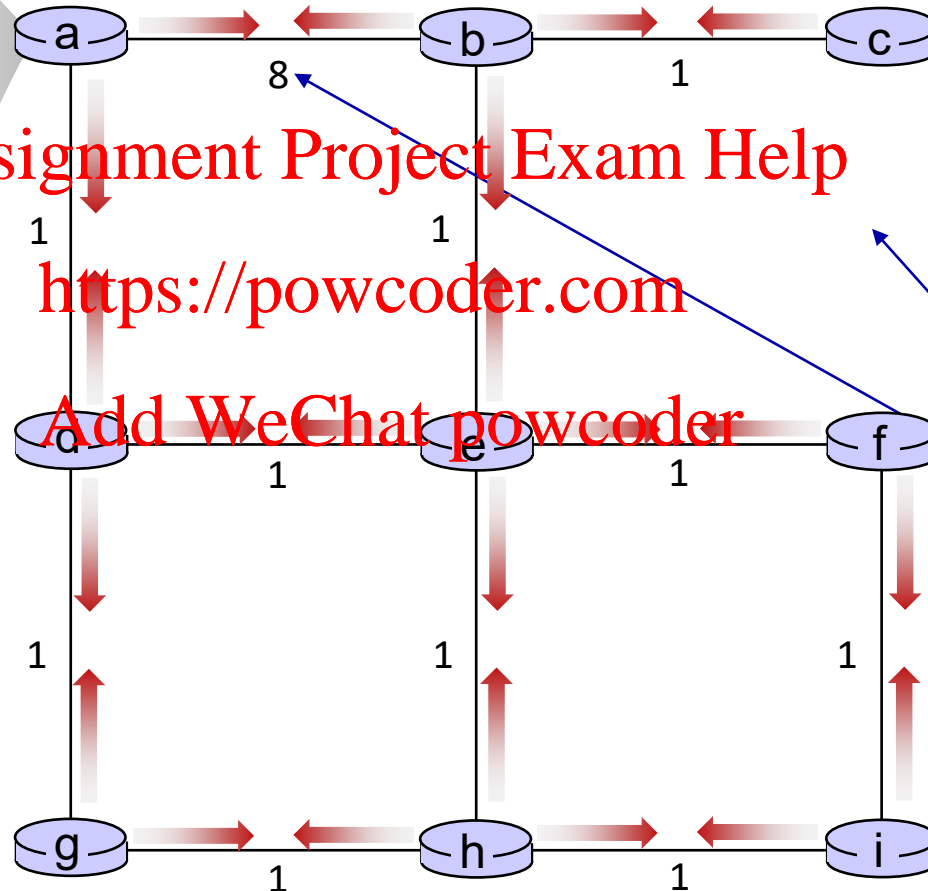 a b c
8 1
signment Project Exam Help
1 1
https://powcoder.com
Add WeChat powcoder
d e f
1 1
1 1 1
g h i
1 1